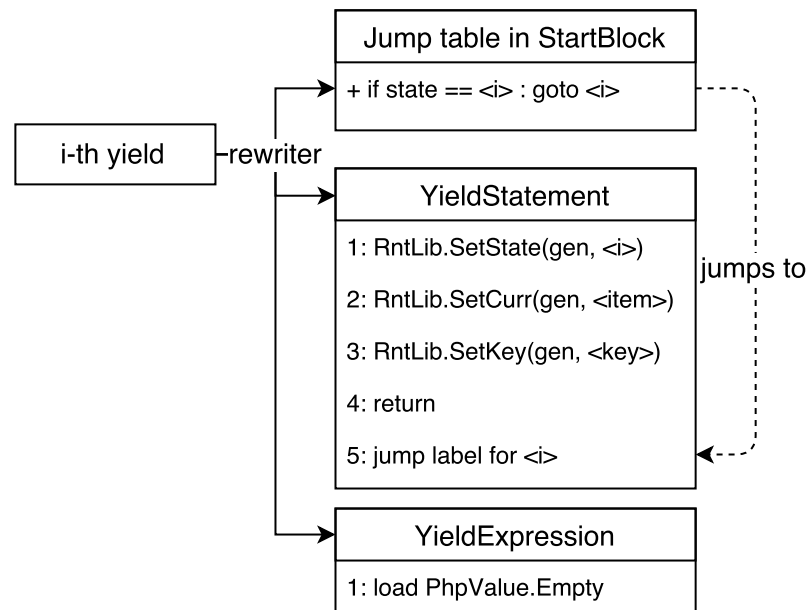 Jump table in StartBlock
+ if state == <i> : goto <i>
i-th yield
rewriter
YieldStatement
1: RntLib.SetState(gen, <i>)
2: RntLib.SetCurr(gen, <item>)
3: RntLib.SetKey(gen, <key>)
4: return
5: jump label for <i>
jumps to
YieldExpression
1: load PhpValue.Empty